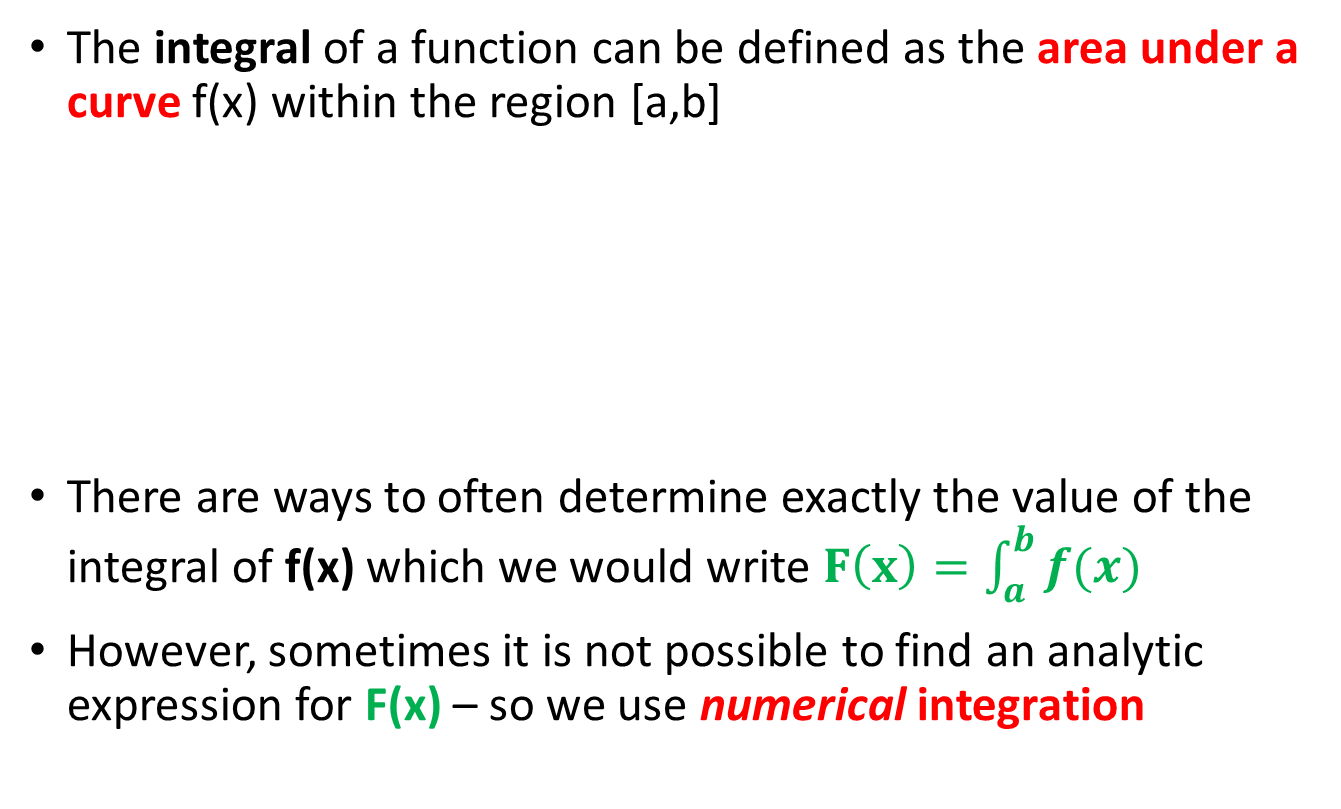 • The integral of a function can be defined as the area under a
curve f(x) within the region [a,b]
• There are ways to often determine exactly the value of the
integral of f(x) which we would write F(x) = ∫_a^b f(x)
• However, sometimes it is not possible to find an analytic
expression for F(x) – so we use numerical integration